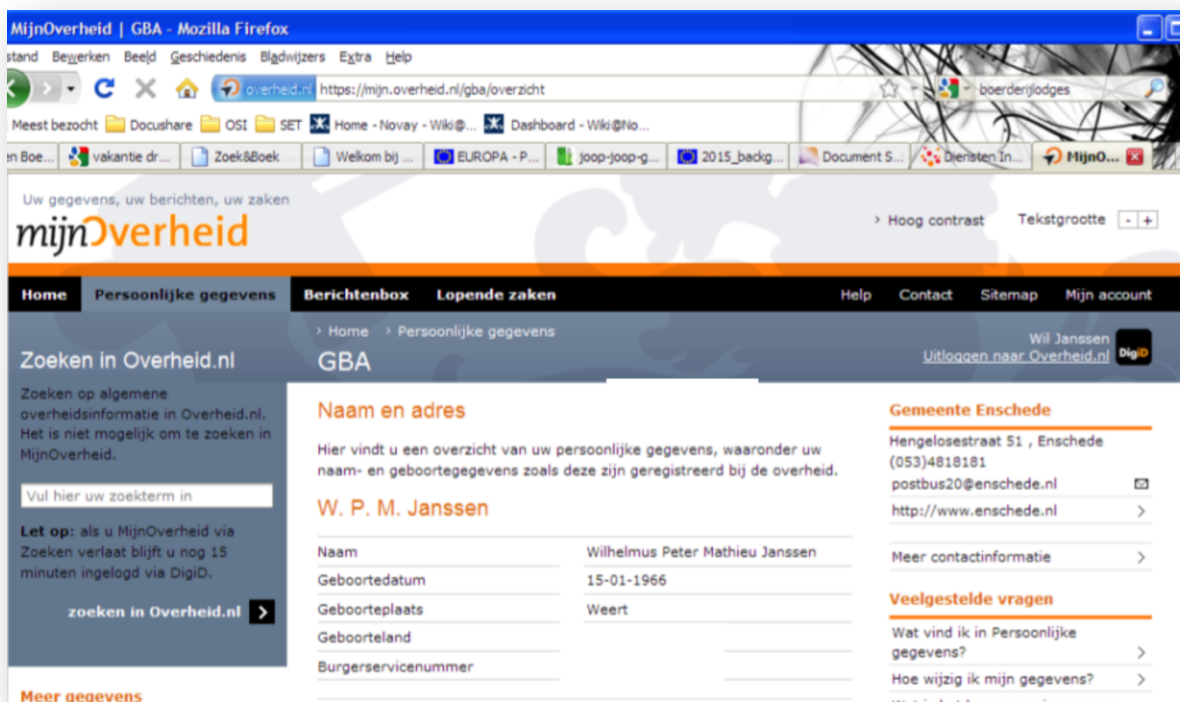 MijnOverheid | GBA - Mozilla Firefox
stand Bewerken Beeld Geschiedenis Bladwijzers Extra Help
overheid.nl https://mijn.overheid.nl/gba/overzicht boerderijlodges
Meest bezocht Docushare OSI SET Home - Novay - Wiki@... Dashboard - Wiki@No...
en Boe... vakantie dr... Zoek&Boek Welkom bij ... EUROPA - P... joop-joop-g... 2015_backg... Document S... Diensten In... MijnO...
Uw gegevens, uw berichten, uw zaken
mijnOverheid
Hoog contrast Tekstgrootte - +
Home Persoonlijke gegevens Berichtenbox Lopende zaken Help Contact Sitemap Mijn account
Zoeken in Overheid.nl
Zoeken op algemene
overheidsinformatie in Overheid.nl.
Het is niet mogelijk om te zoeken in
MijnOverheid.
Vul hier uw zoekterm in
Let op: als u MijnOverheid via
Zoeken verlaat blijft u nog 15
minuten ingelogd via DigiD.
zoeken in Overheid.nl >
Meer gegevens
> Home > Persoonlijke gegevens
GBA
Wil Janssen
Uitloggen naar Overheid.nl DigiD
Naam en adres
Hier vindt u een overzicht van uw persoonlijke gegevens, waaronder uw
naam- en geboortegegevens zoals deze zijn geregistreerd bij de overheid.
W. P. M. Janssen
Naam Wilhelmus Peter Mathieu Janssen
Geboortedatum 15-01-1966
Geboorteplaats Weert
Geboorteland
Burgerservicenummer
Gemeente Enschede
Hengelosestraat 51 , Enschede
(053)4818181
postbus20@enschede.nl
http://www.enschede.nl
Meer contactinformatie
Veelgestelde vragen
Wat vind ik in Persoonlijke
gegevens?
Hoe wijzig ik mijn gegevens?